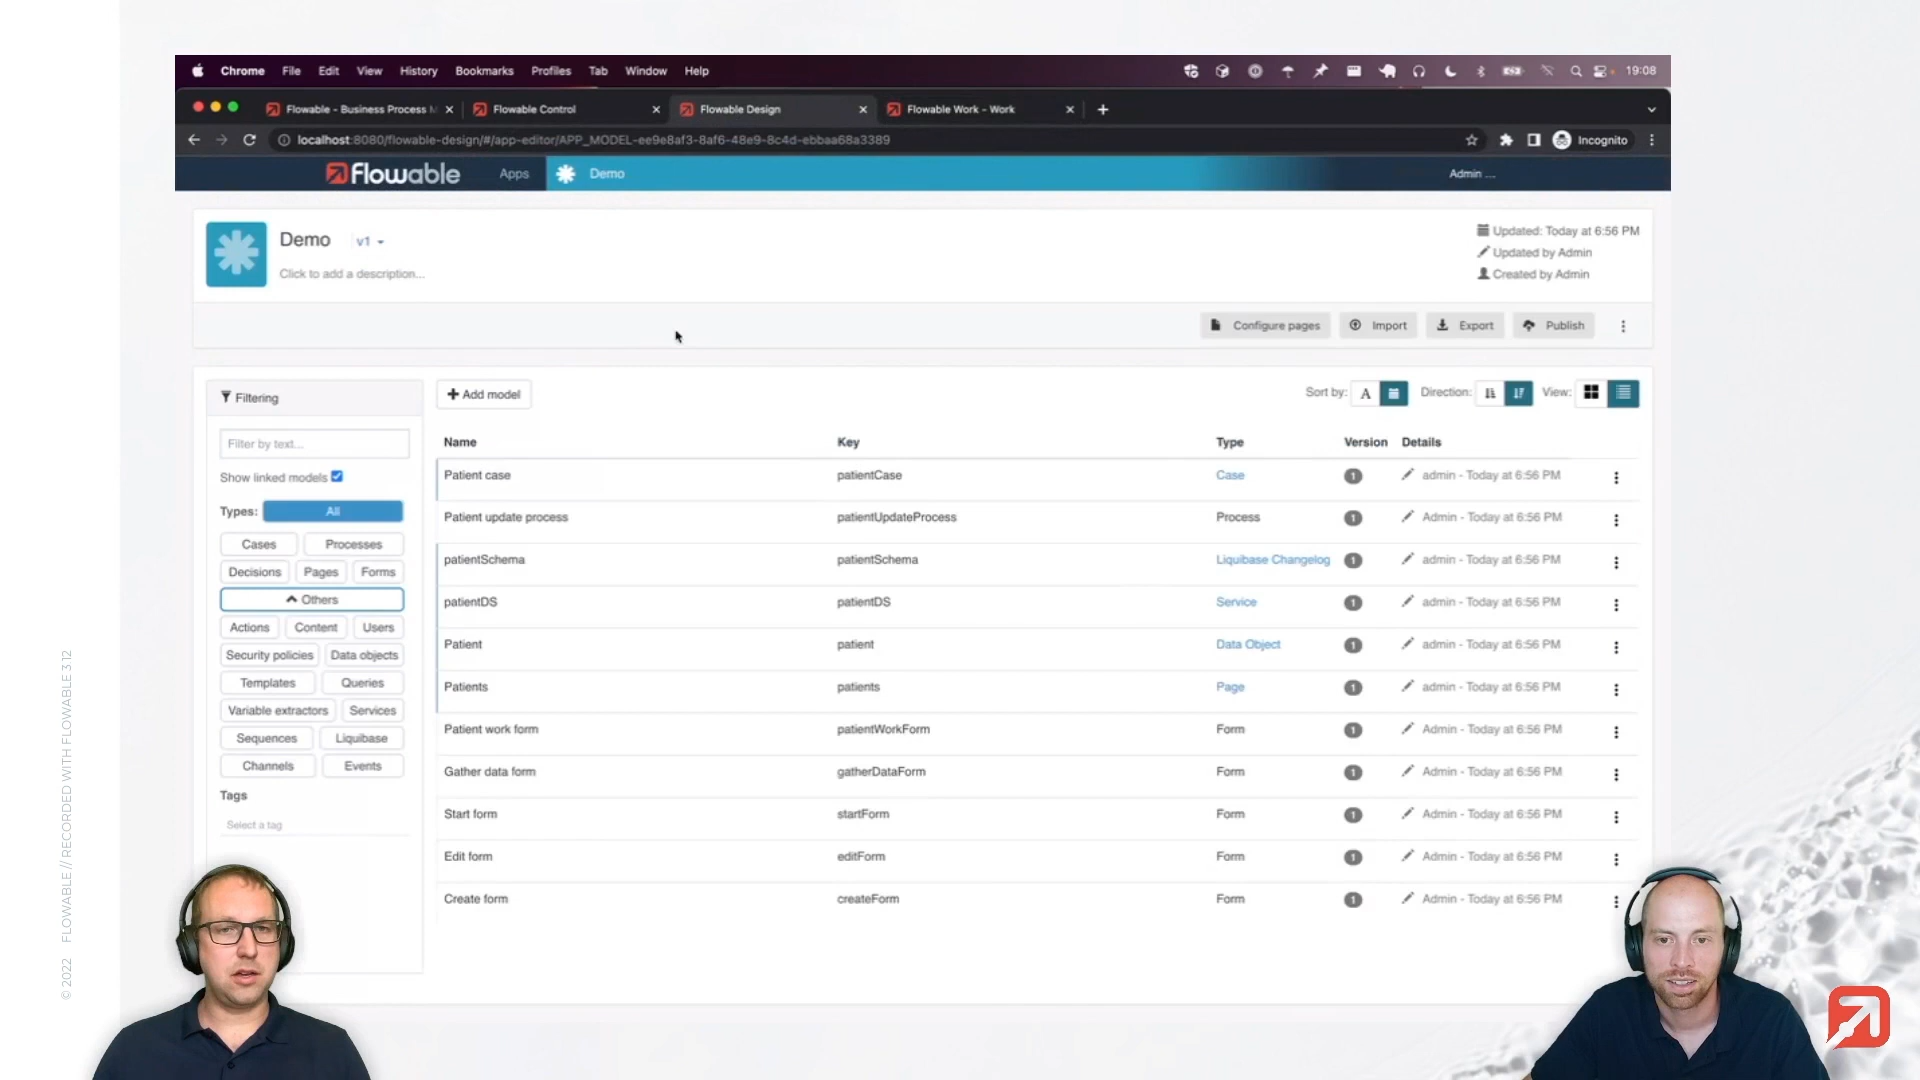 Chrome File Edit View History Bookmarks Profiles Tab Window Help 19:08
Flowable - Business Process M Flowable Control Flowable Design Flowable Work - Work
localhost:8080/flowable-design/#/app-editor/APP_MODEL-ee9e8af3-8af6-48e9-8c4d-ebbaa68a3389 Incognito
Flowable Apps Demo Admin ...
Demo v1
Click to add a description...
Updated: Today at 6:56 PM
Updated by Admin
Created by Admin
Configure pages Import Export Publish
Filtering
Filter by text...
Show linked models
Types: All
Cases Processes
Decisions Pages Forms
Others
Actions Content Users
Security policies Data objects
Templates Queries
Variable extractors Services
Sequences Liquibase
Channels Events
Tags
Select a tag
+ Add model Sort by: A Direction: View:
Name Key Type Version Details
Patient case patientCase Case 1 admin - Today at 6:56 PM
Patient update process patientUpdateProcess Process 1 Admin - Today at 6:56 PM
patientSchema patientSchema Liquibase Changelog 1 admin - Today at 6:56 PM
patientDS patientDS Service 1 admin - Today at 6:56 PM
Patient patient Data Object 1 admin - Today at 6:56 PM
Patients patients Page 1 admin - Today at 6:56 PM
Patient work form patientWorkForm Form 1 Admin - Today at 6:56 PM
Gather data form gatherDataForm Form 1 Admin - Today at 6:56 PM
Start form startForm Form 1 Admin - Today at 6:56 PM
Edit form editForm Form 1 Admin - Today at 6:56 PM
Create form createForm Form 1 Admin - Today at 6:56 PM
© 2022 FLOWABLE // RECORDED WITH FLOWABLE 3.12